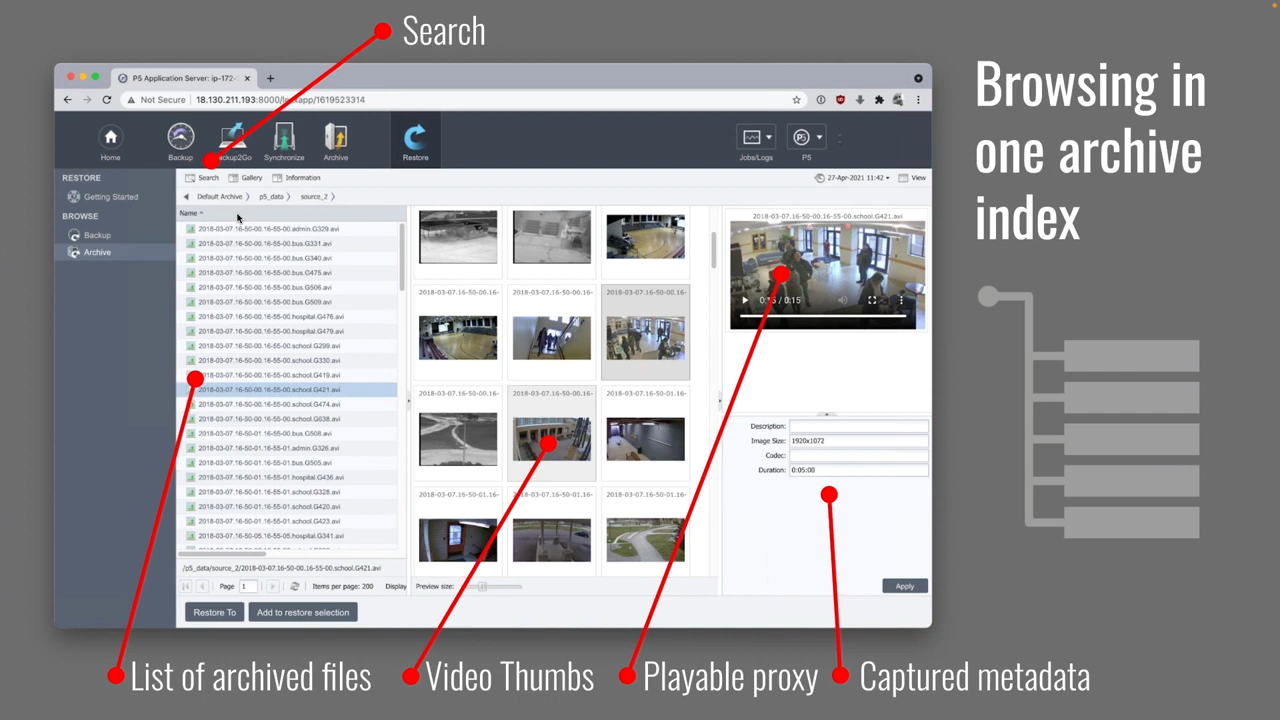 Search
Browsing in
one archive
index
P5 Application Server: ip-172-
Not Secure
Home
Backup
Synchronize
Archive
Restore
Jobs/Logs
P5
RESTORE
Getting Started
BROWSE
Backup
Archive
Search
Gallery
Information
27-Apr-2021 11:42
View
Default Archive
p5_data
source_2
Name
2018-03-07.16-50-00.16-55-00.admin.G329.avi
2018-03-07.16-50-00.16-55-00.bus.G331.avi
2018-03-07.16-50-00.16-55-00.bus.G340.avi
2018-03-07.16-50-00.16-55-00.bus.G475.avi
2018-03-07.16-50-00.16-55-00.bus.G506.avi
2018-03-07.16-50-00.16-55-00.bus.G509.avi
2018-03-07.16-50-00.16-55-00.hospital.G476.avi
2018-03-07.16-50-00.16-55-00.hospital.G479.avi
2018-03-07.16-50-00.16-55-00.school.G299.avi
2018-03-07.16-50-00.16-55-00.school.G330.avi
2018-03-07.16-50-00.16-55-00.school.G419.avi
2018-03-07.16-50-00.16-55-00.school.G421.avi
2018-03-07.16-50-00.16-55-00.school.G474.avi
2018-03-07.16-50-00.16-55-00.school.G638.avi
2018-03-07.16-50-01.16-55-00.bus.G508.avi
2018-03-07.16-50-01.16-55-01.admin.G326.avi
2018-03-07.16-50-01.16-55-01.bus.G505.avi
2018-03-07.16-50-01.16-55-01.hospital.G436.avi
2018-03-07.16-50-01.16-55-01.school.G328.avi
2018-03-07.16-50-01.16-55-01.school.G420.avi
2018-03-07.16-50-01.16-55-01.school.G423.avi
2018-03-07.16-50-05.16-55-05.hospital.G341.avi
/p5_data/source_2/2018-03-07.16-50-00.16-55-00.school.G421.avi
Page 1
Items per page: 200
Display
Restore To
Add to restore selection
2018-03-07.16-50-00.16-
2018-03-07.16-50-00.16-
2018-03-07.16-50-00.16-
2018-03-07.16-50-00.16-
2018-03-07.16-50-00.16-
2018-03-07.16-50-01.16-
2018-03-07.16-50-01.16-
2018-03-07.16-50-01.16-
2018-03-07.16-50-01.16-
Preview size:
2018-03-07.16-50-00.16-55-00.school.G421.avi
0:15 / 0:15
Description:
Image Size: 1920x1072
Codec:
Duration: 0:05:00
Apply
List of archived files
Video Thumbs
Playable proxy
Captured metadata